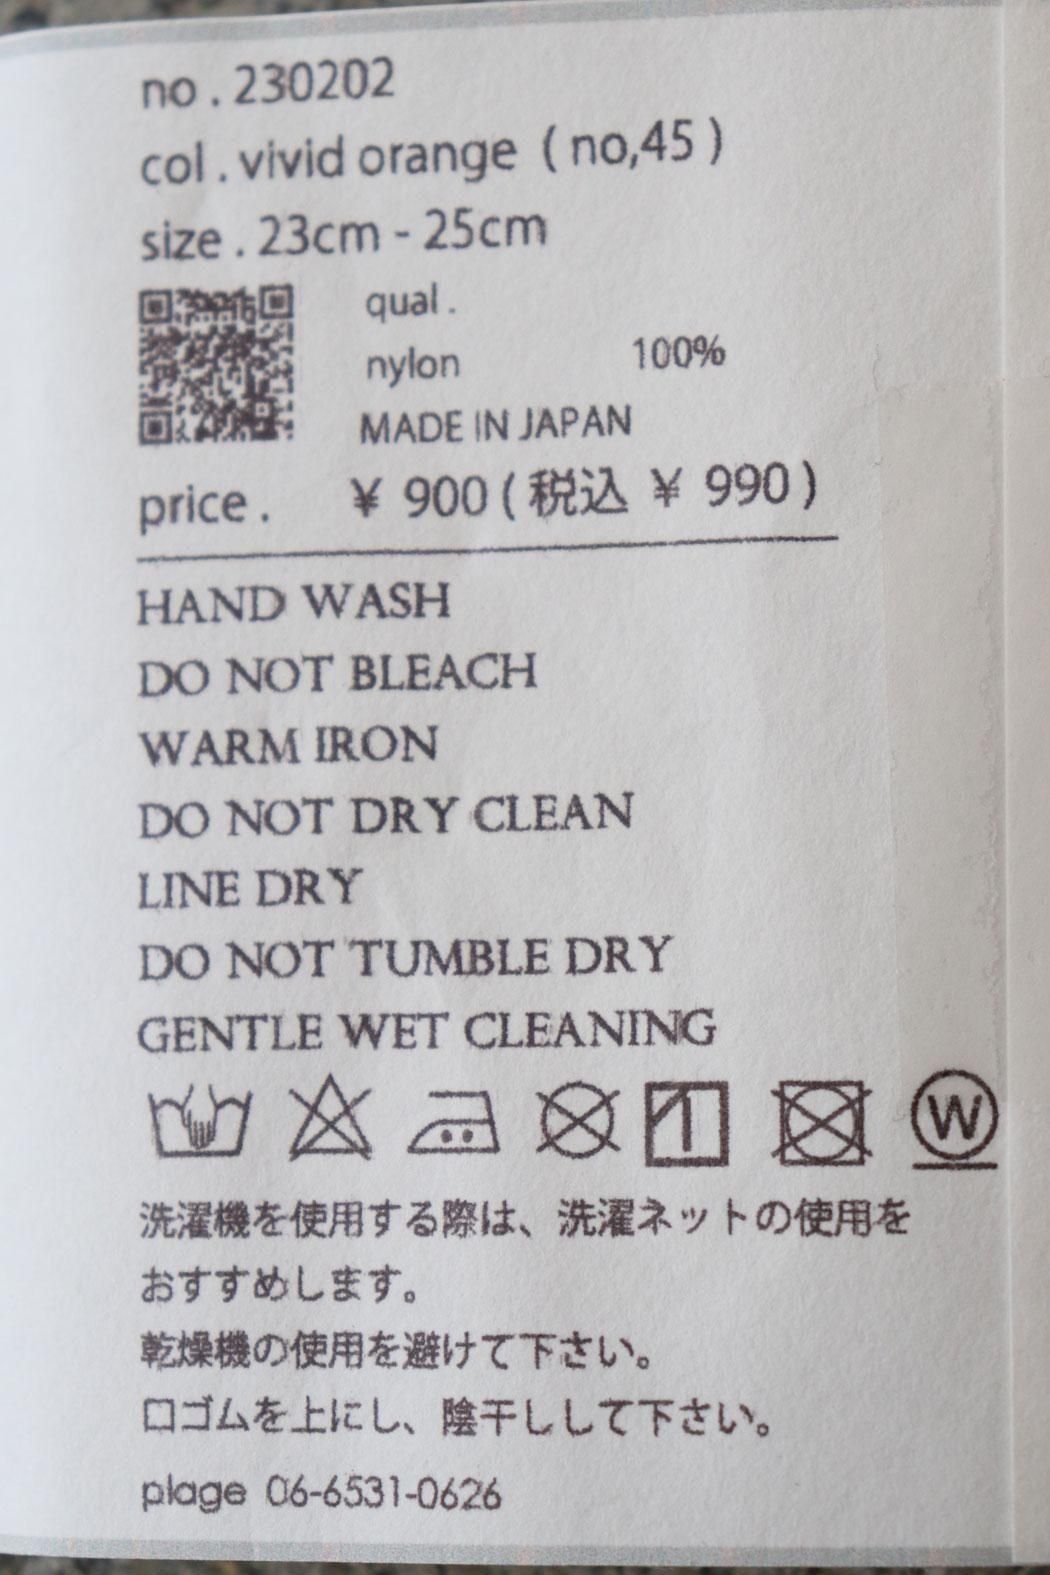 no . 230202
col . vivid orange ( no,45 )
size . 23cm - 25cm
qual .
nylon 100%
MADE IN JAPAN
price . ¥ 900 ( 税込 ¥ 990 )
HAND WASH
DO NOT BLEACH
WARM IRON
DO NOT DRY CLEAN
LINE DRY
DO NOT TUMBLE DRY
GENTLE WET CLEANING
W
洗濯機を使用する際は、洗濯ネットの使用を
おすすめします。
乾燥機の使用を避けて下さい。
口ゴムを上にし、陰干しして下さい。
plage 06-6531-0626